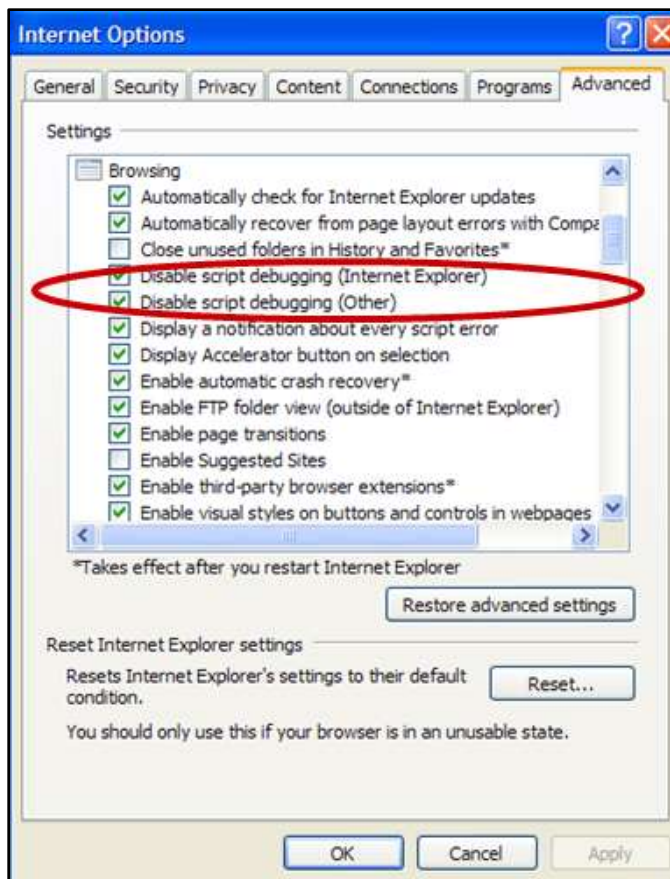 Internet Options
General Security Privacy Content Connections Programs Advanced
Settings
Browsing
Automatically check for Internet Explorer updates
Automatically recover from page layout errors with Compa
Close unused folders in History and Favorites*
Disable script debugging (Internet Explorer)
Disable script debugging (Other)
Display a notification about every script error
Display Accelerator button on selection
Enable automatic crash recovery*
Enable FTP folder view (outside of Internet Explorer)
Enable page transitions
Enable Suggested Sites
Enable third-party browser extensions*
Enable visual styles on buttons and controls in webpages
*Takes effect after you restart Internet Explorer
Restore advanced settings
Reset Internet Explorer settings
Resets Internet Explorer's settings to their default
condition.
Reset...
You should only use this if your browser is in an unusable state.
OK Cancel Apply